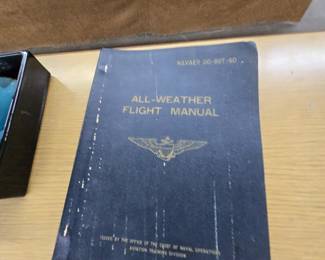 NAVAER 00-80T-60
ALL-WEATHER
FLIGHT MANUAL
ISSUED BY THE OFFICE OF THE CHIEF OF NAVAL OPERATIONS
AVIATION TRAINING DIVISION